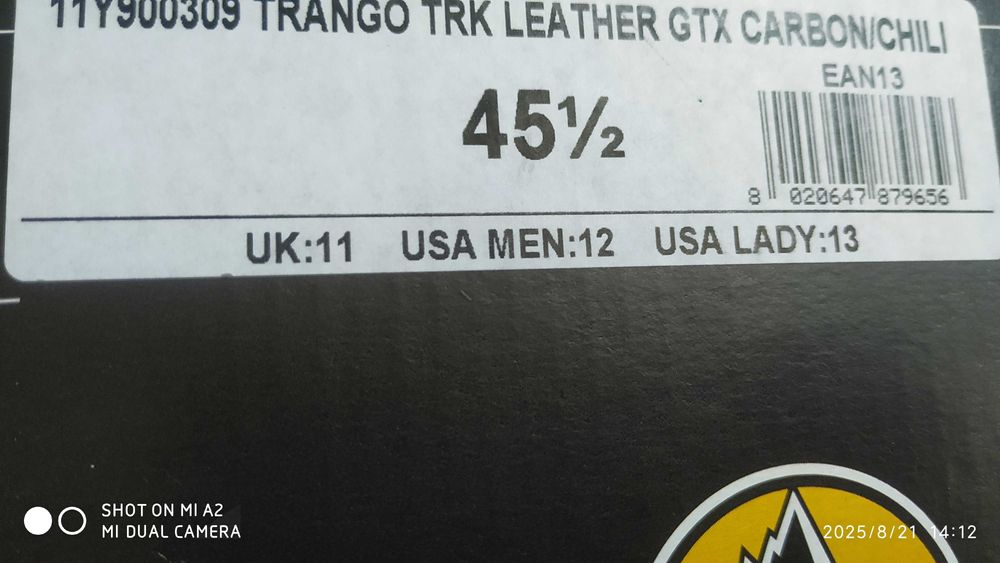 11Y900309 TRANGO TRK LEATHER GTX CARBON/CHILI
EAN13
45½
8 020647 879656
UK:11 USA MEN:12 USA LADY:13
SHOT ON MI A2
MI DUAL CAMERA
2025/8/21 14:12